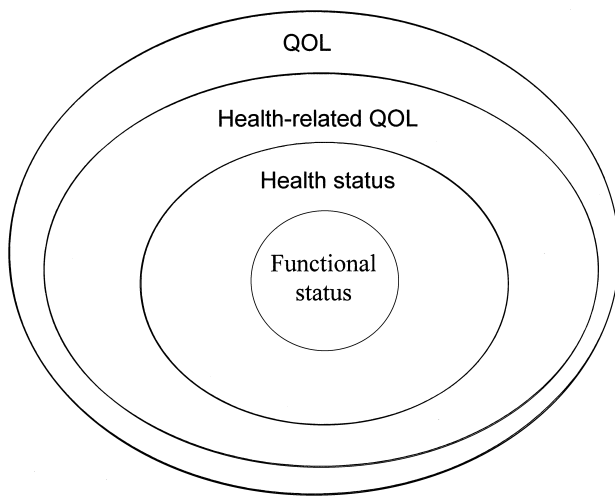 QOL
Health-related QOL
Health status
Functional
status